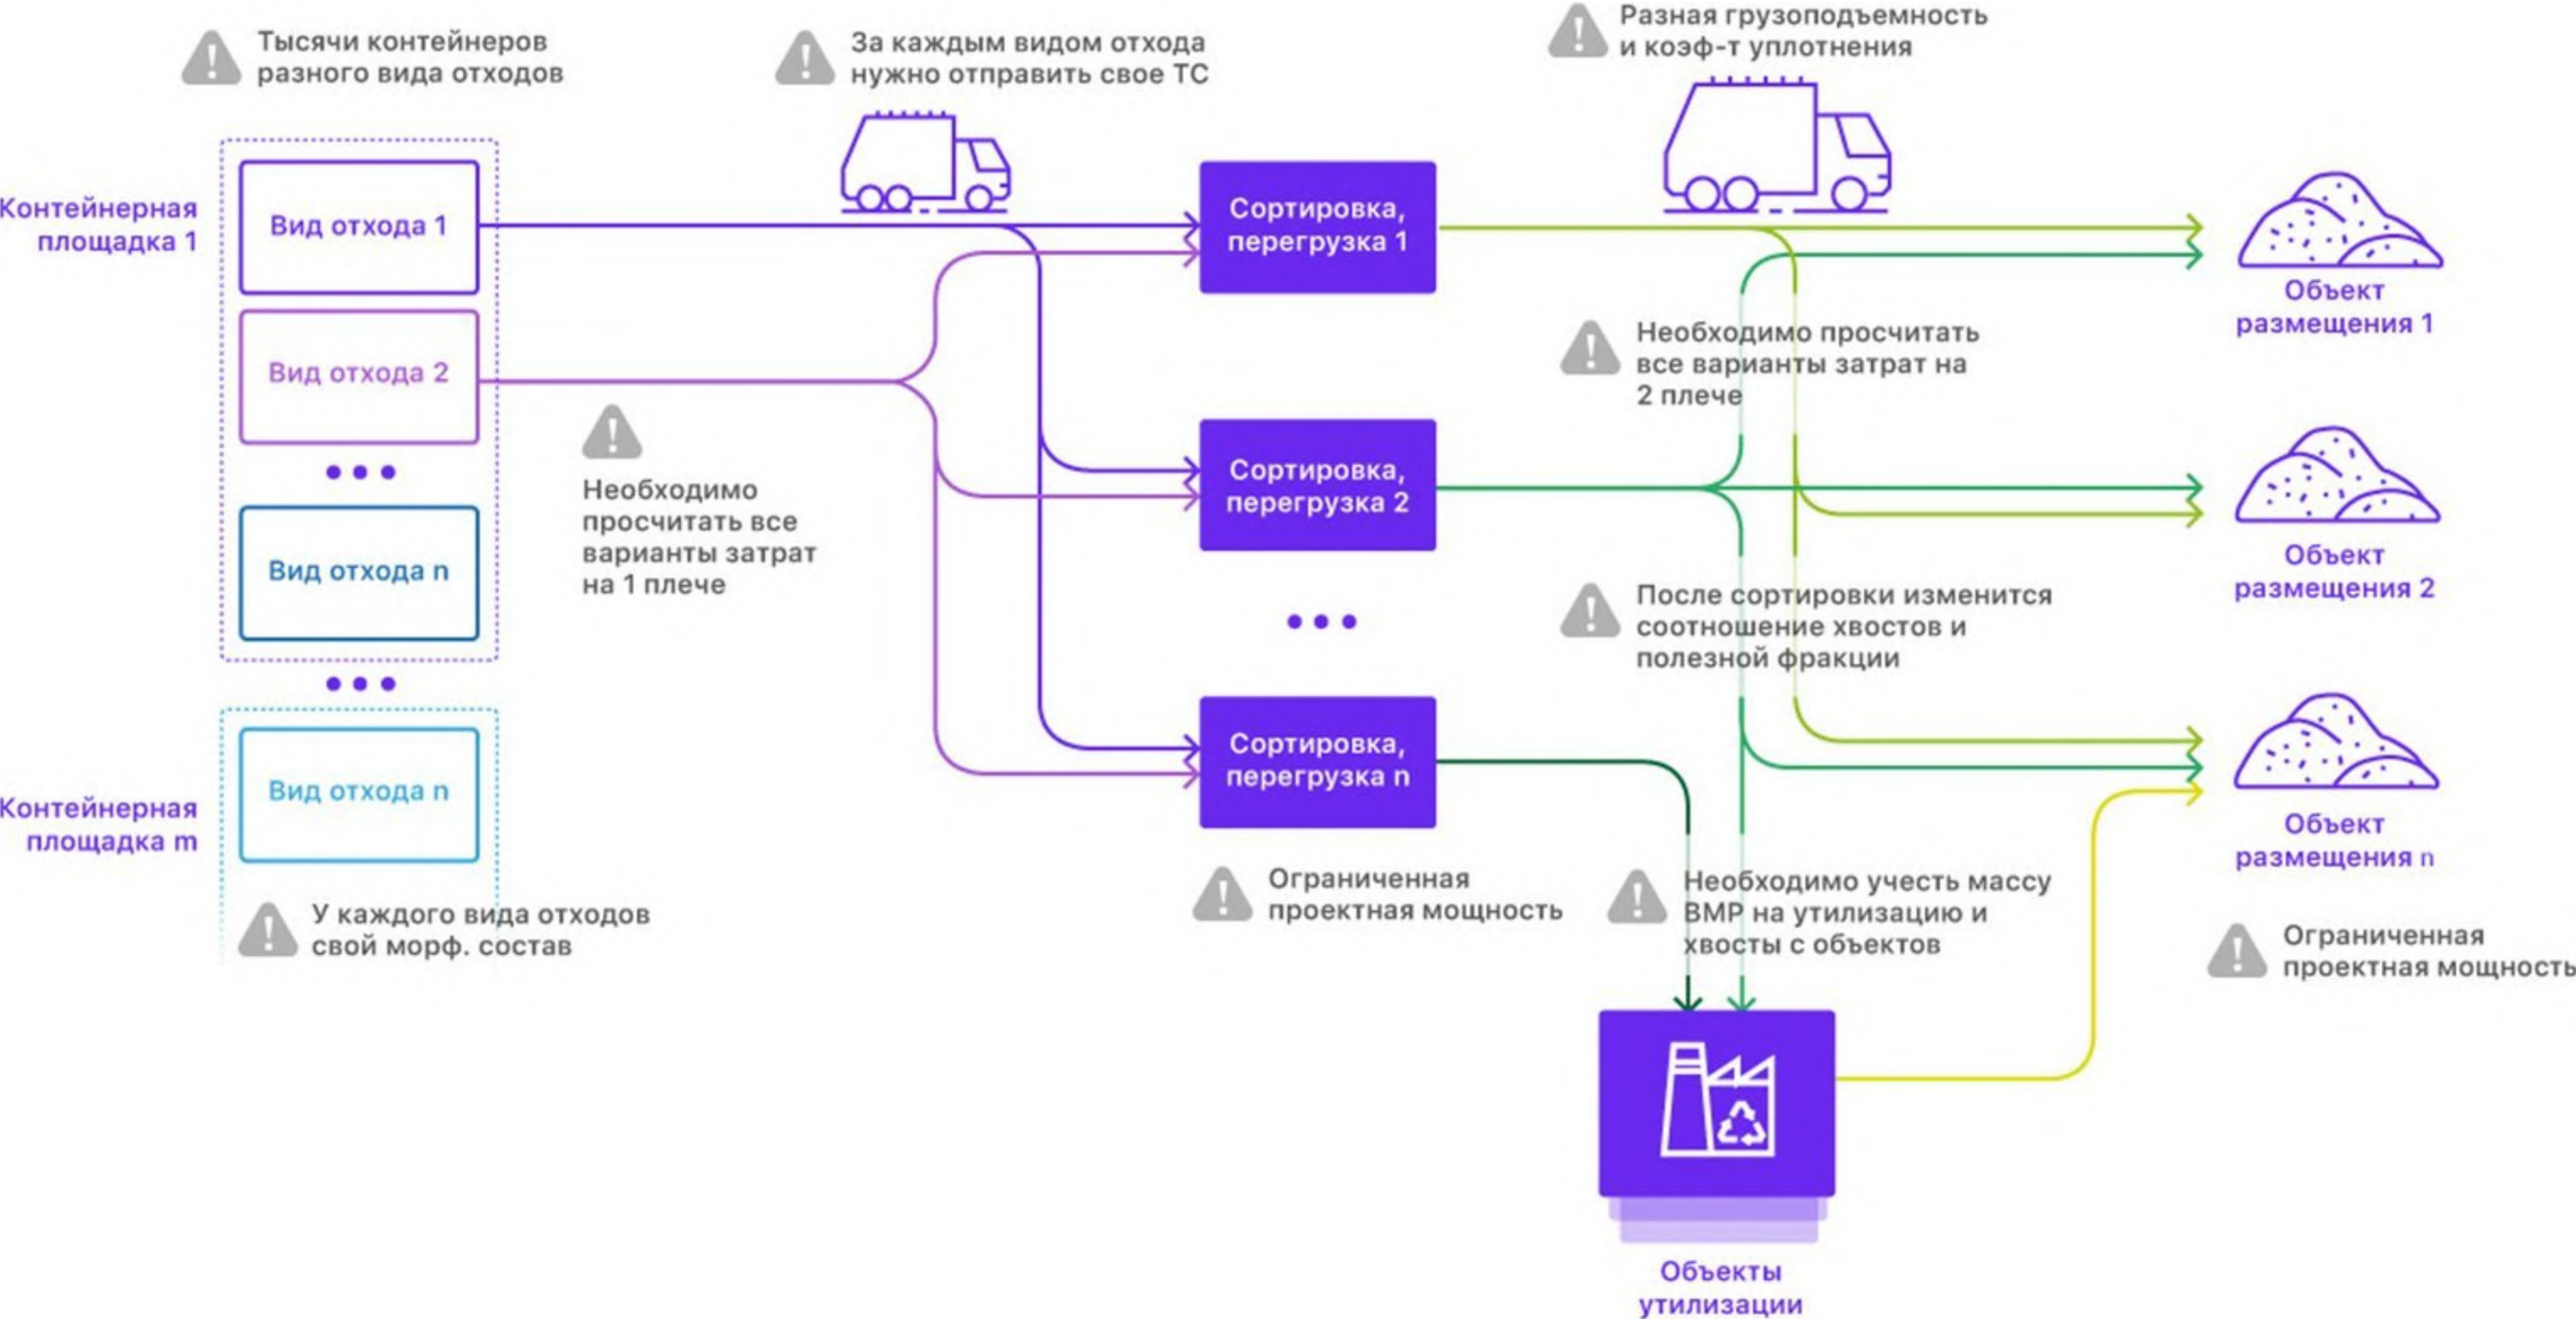 Тысячи контейнеров
разного вида отходов
За каждым видом отхода
нужно отправить свое ТС
Разная грузоподъемность
и коэф-т уплотнения
Контейнерная
площадка 1
Вид отхода 1
Вид отхода 2
Вид отхода n
Необходимо
просчитать все
варианты затрат
на 1 плече
Контейнерная
площадка m
Вид отхода n
У каждого вида отходов
свой морф. состав
Сортировка,
перегрузка 1
Сортировка,
перегрузка 2
Сортировка,
перегрузка n
Ограниченная
проектная мощность
Необходимо просчитать
все варианты затрат на
2 плече
После сортировки изменится
соотношение хвостов и
полезной фракции
Необходимо учесть массу
ВМР на утилизацию и
хвосты с объектов
Объекты
утилизации
Объект
размещения 1
Объект
размещения 2
Объект
размещения n
Ограниченная
проектная мощность